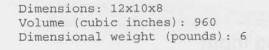 Dimensions: 12x10x8
Volume (cubic inches): 960
Dimensional weight (pounds): 6